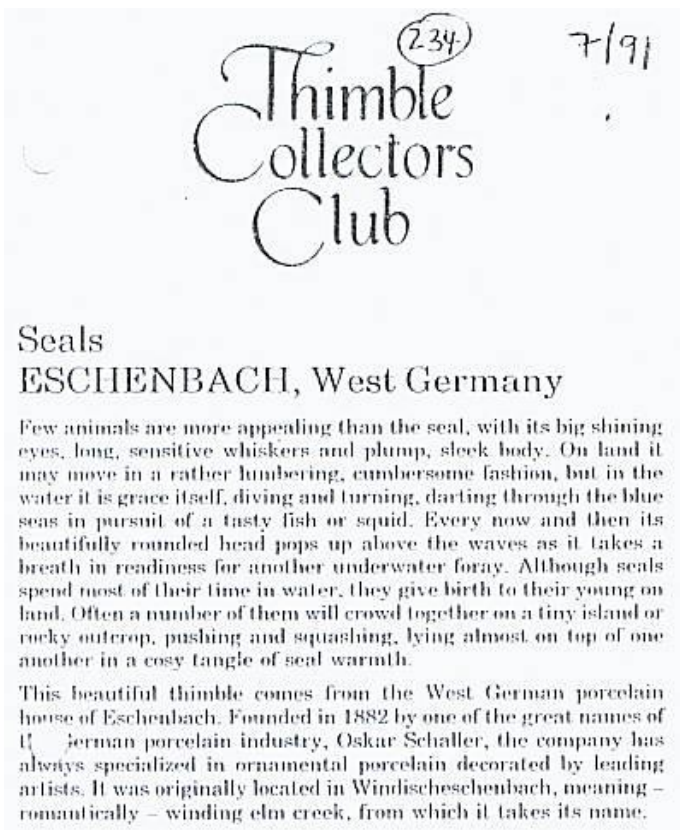 234
7/91
Thimble
Collectors
Club
Seals
ESCHENBACH, West Germany
Few animals are more appealing than the seal, with its big shining
eyes, long, sensitive whiskers and plump, sleek body. On land it
may move in a rather lumbering, cumbersome fashion, but in the
water it is grace itself, diving and turning, darting through the blue
seas in pursuit of a tasty fish or squid. Every now and then its
beautifully rounded head pops up above the waves as it takes a
breath in readiness for another underwater foray. Although seals
spend most of their time in water, they give birth to their young on
land. Often a number of them will crowd together on a tiny island or
rocky outcrop, pushing and squashing, lying almost on top of one
another in a cosy tangle of seal warmth.
This beautiful thimble comes from the West German porcelain
house of Eschenbach. Founded in 1882 by one of the great names of
erman porcelain industry, Oskar Schaller, the company has
always specialized in ornamental porcelain decorated by leading
artists. It was originally located in Windischeschenbach, meaning –
romantically – winding elm creek, from which it takes its name.